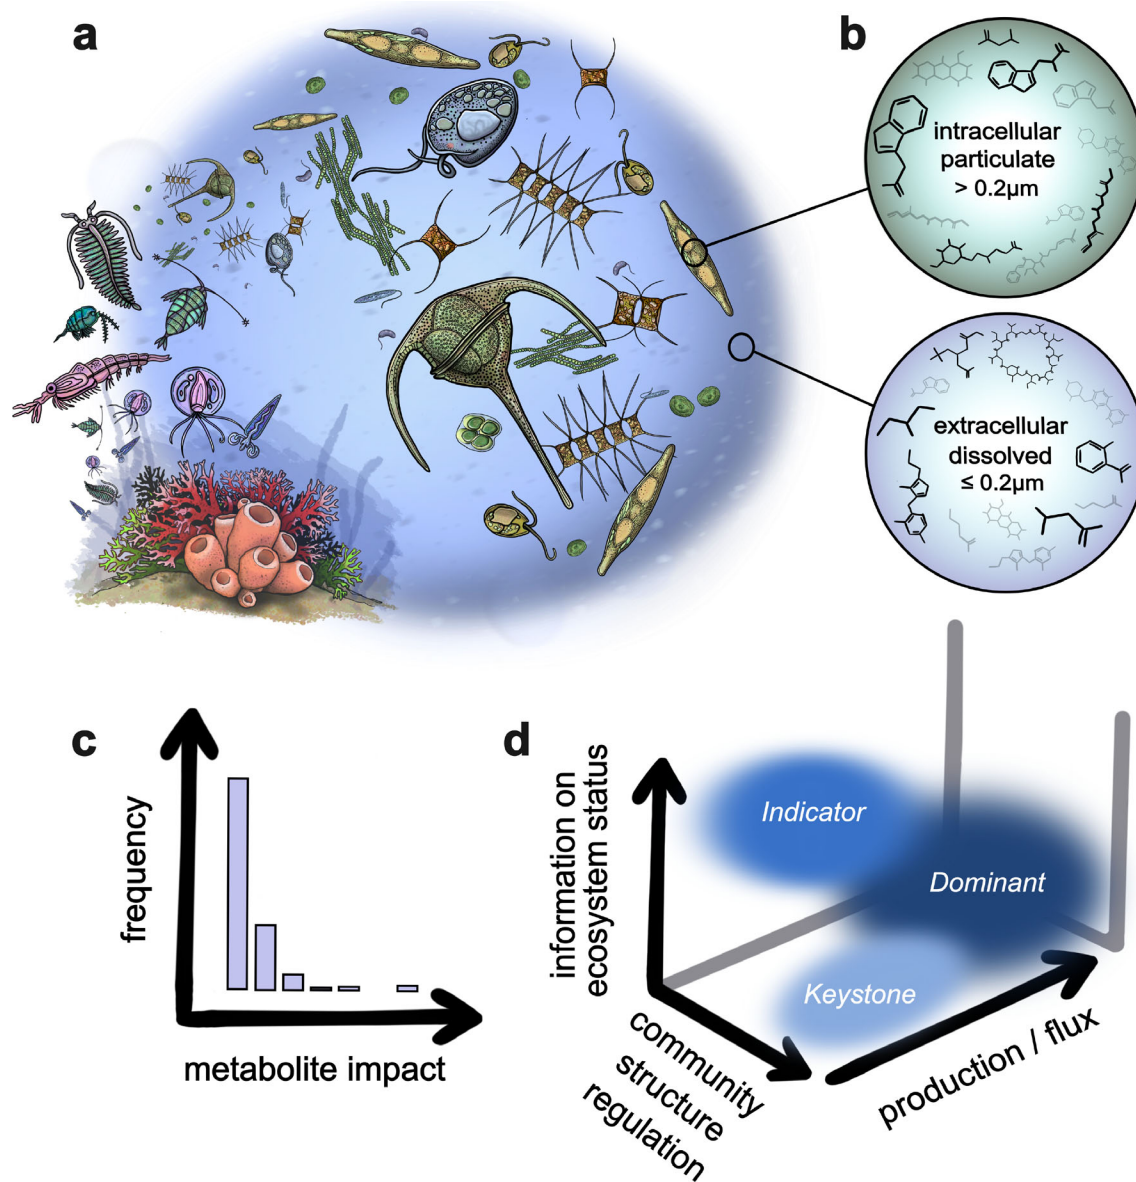 a
b
intracellular
particulate
> 0.2µm
extracellular
dissolved
≤ 0.2µm
c
frequency
metabolite impact
d
information on
ecosystem status
Indicator
Dominant
Keystone
community
structure
regulation
production / flux